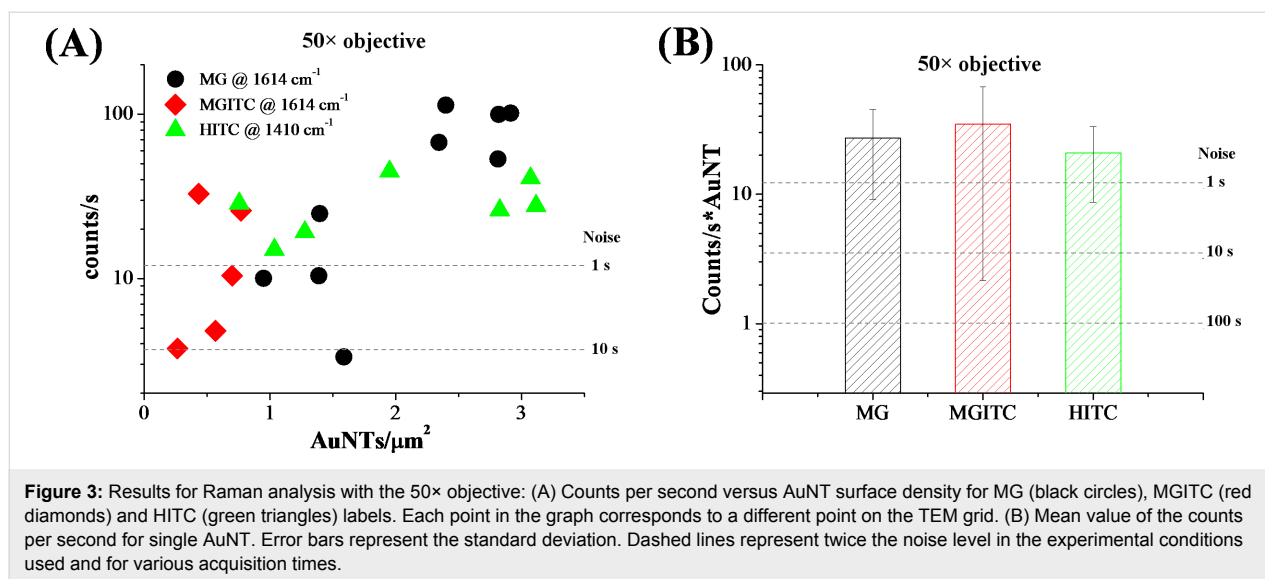 (A)
50× objective
MG @ 1614 cm⁻¹
MGITC @ 1614 cm⁻¹
HITC @ 1410 cm⁻¹
counts/s
100
10
Noise
1 s
10 s
0 1 2 3
AuNTs/μm²
(B)
50× objective
Counts/s*AuNT
100
10
1
Noise
1 s
10 s
100 s
MG MGITC HITC
Figure 3: Results for Raman analysis with the 50× objective: (A) Counts per second versus AuNT surface density for MG (black circles), MGITC (red
diamonds) and HITC (green triangles) labels. Each point in the graph corresponds to a different point on the TEM grid. (B) Mean value of the counts
per second for single AuNT. Error bars represent the standard deviation. Dashed lines represent twice the noise level in the experimental conditions
used and for various acquisition times.